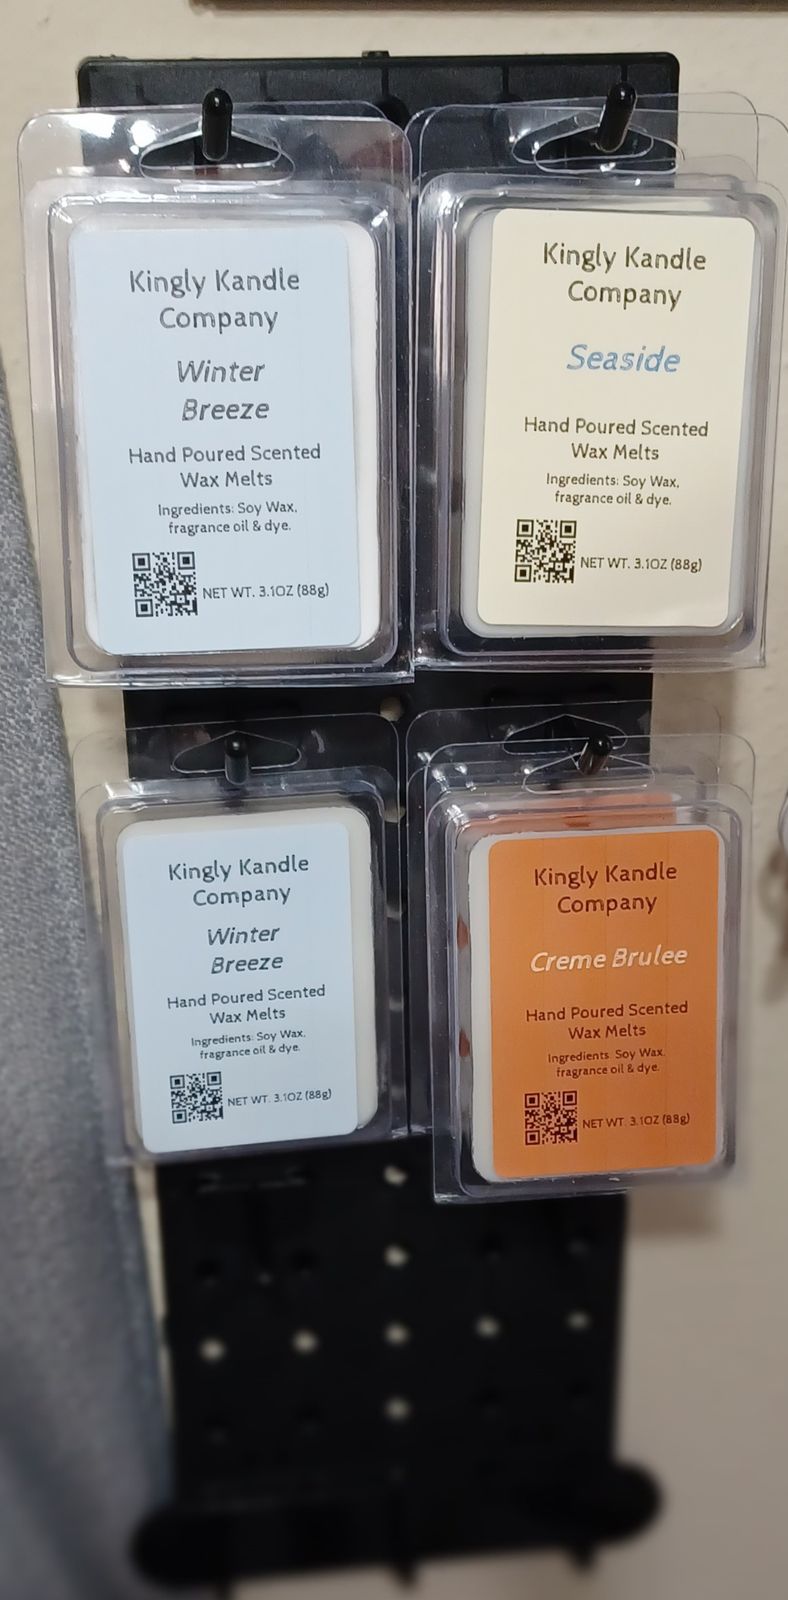 Kingly Kandle
Company
Winter
Breeze
Hand Poured Scented
Wax Melts
Ingredients: Soy Wax,
fragrance oil & dye.
NET WT. 3.1OZ (88g)
Kingly Kandle
Company
Seaside
Hand Poured Scented
Wax Melts
Ingredients: Soy Wax,
fragrance oil & dye.
NET WT. 3.1OZ (88g)
Kingly Kandle
Company
Winter
Breeze
Hand Poured Scented
Wax Melts
Ingredients: Soy Wax,
fragrance oil & dye.
NET WT. 3.1OZ (88g)
Kingly Kandle
Company
Creme Brulee
Hand Poured Scented
Wax Melts
Ingredients: Soy Wax,
fragrance oil & dye.
NET WT. 3.1OZ (88g)